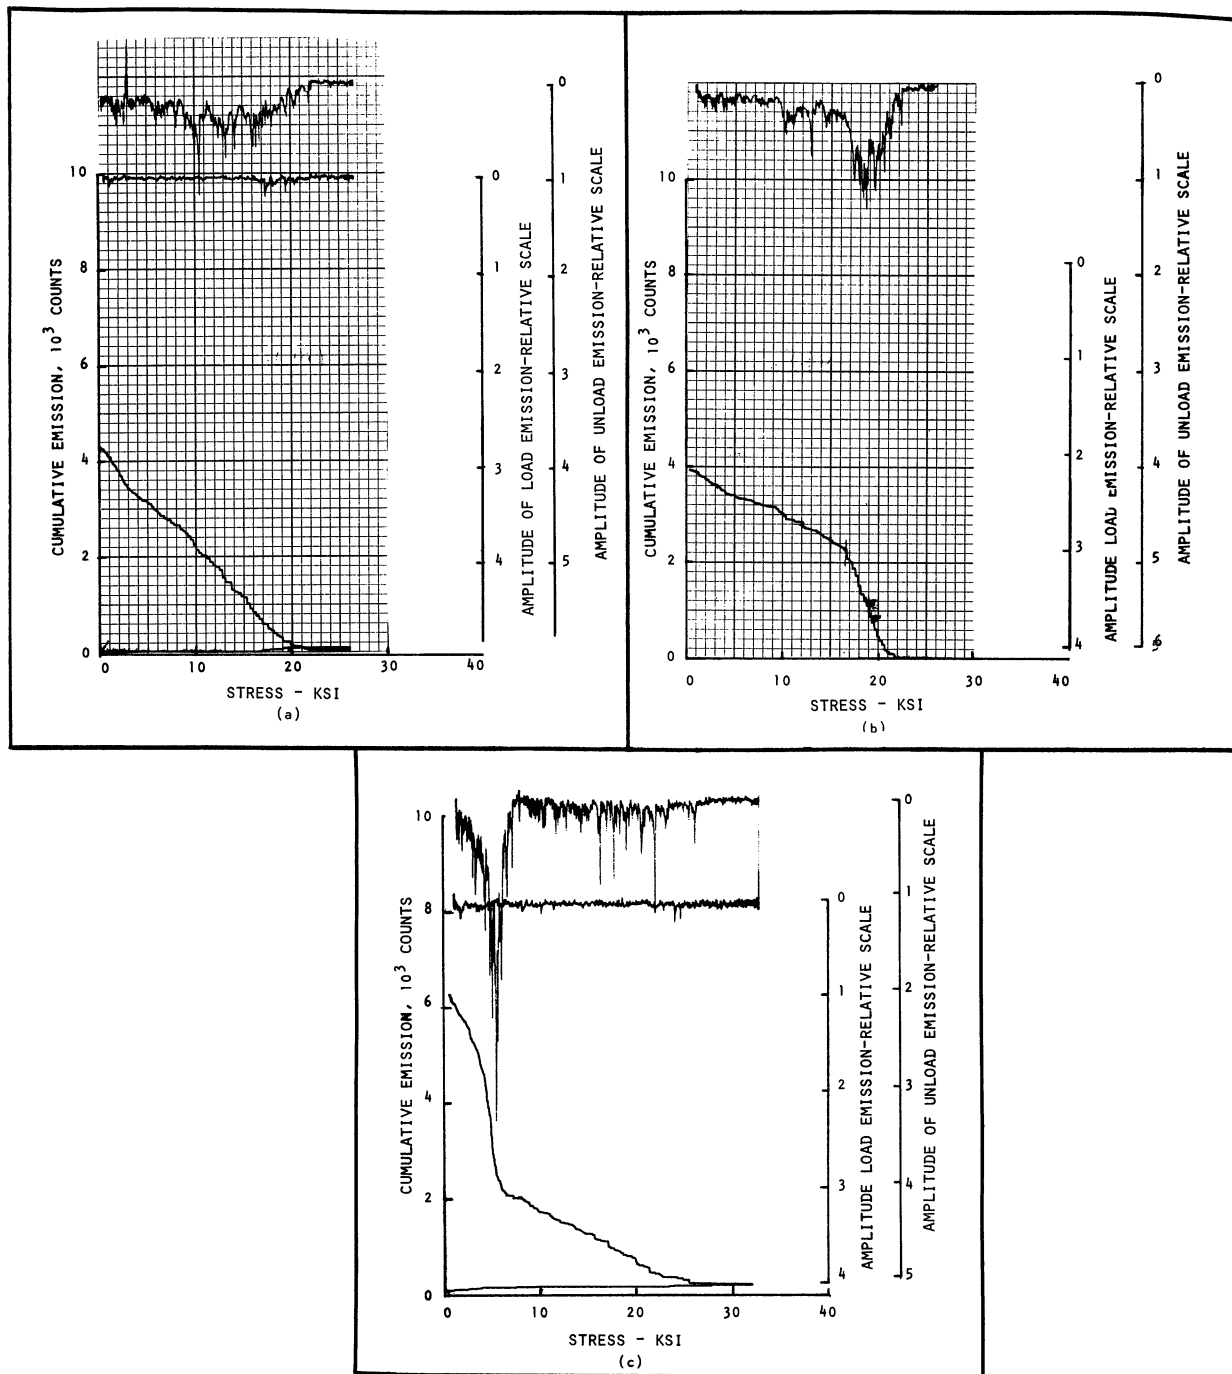 0
10
8
6
4
2
0
CUMULATIVE EMISSION, 10³ COUNTS
0
1
2
3
4
AMPLITUDE OF LOAD EMISSION-RELATIVE SCALE
1
2
3
4
5
AMPLITUDE OF UNLOAD EMISSION-RELATIVE SCALE
0 10 20 30 40
STRESS - KSI
(a)
10
8
6
4
2
0
CUMULATIVE EMISSION, 10³ COUNTS
0
1
2
3
4
AMPLITUDE LOAD EMISSION-RELATIVE SCALE
0
1
2
3
4
5
6
AMPLITUDE OF UNLOAD EMISSION-RELATIVE SCALE
0 10 20 30 40
STRESS - KSI
(b)
10
8
6
4
2
0
CUMULATIVE EMISSION, 10³ COUNTS
0
1
2
3
4
AMPLITUDE LOAD EMISSION-RELATIVE SCALE
0
1
2
3
4
5
AMPLITUDE OF UNLOAD EMISSION-RELATIVE SCALE
0 10 20 30 40
STRESS - KSI
(c)